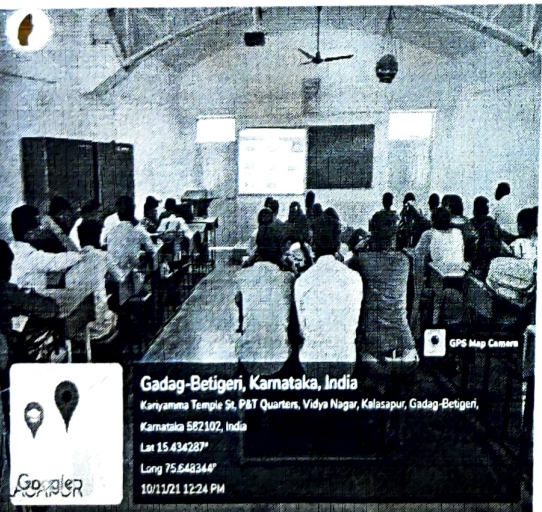 GPS Map Camera
Gadag-Betigeri, Karnataka, India
Kariyamma Temple St, P&T Quarters, Vidya Nagar, Kalasapur, Gadag-Betigeri,
Karnataka 582102, India
Lat 15.434287°
Long 75.648344°
10/11/21 12:24 PM
Google